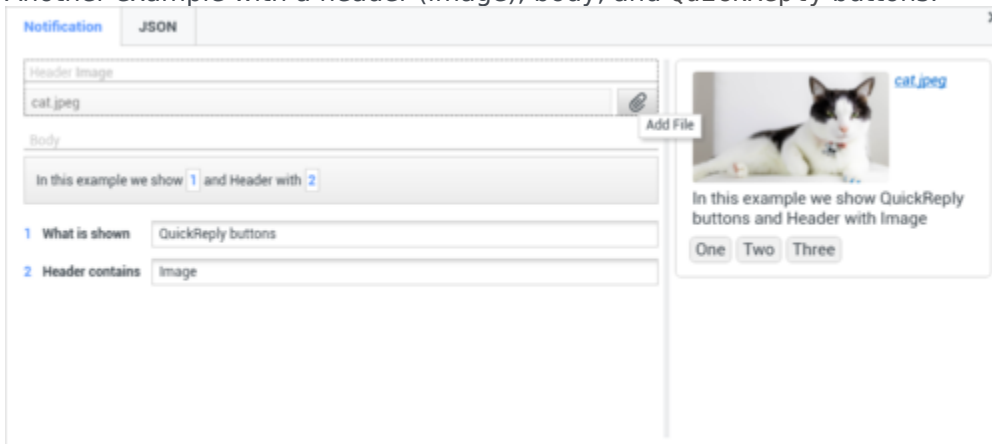 Another example with a header (image), body, and QuickReply buttons.
Notification JSON
Header Image
cat.jpeg
Add File
Body
In this example we show 1 and Header with 2
1 What is shown QuickReply buttons
2 Header contains Image
cat.jpeg
In this example we show QuickReply
buttons and Header with Image
One Two Three